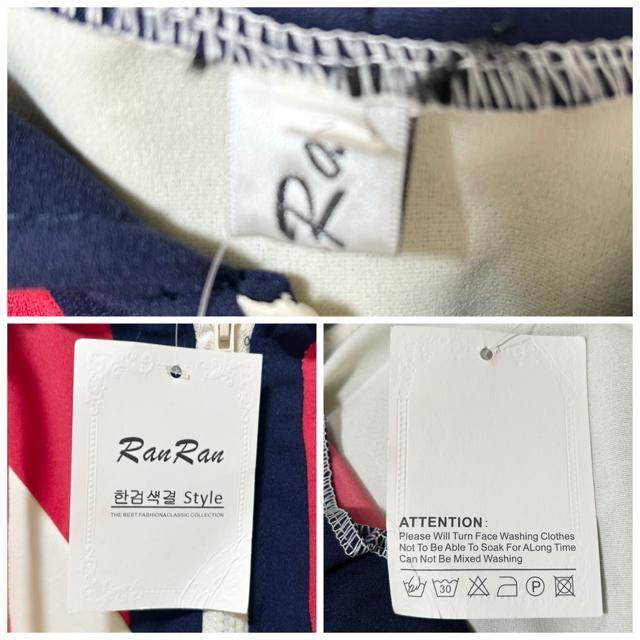 Ra
RanRan
한검색결 Style
THE BEST FASHION&CLASSIC COLLECTION
ATTENTION:
Please Will Turn Face Washing Clothes
Not To Be Able To Soak For ALong Time
Can Not Be Mixed Washing
30
P